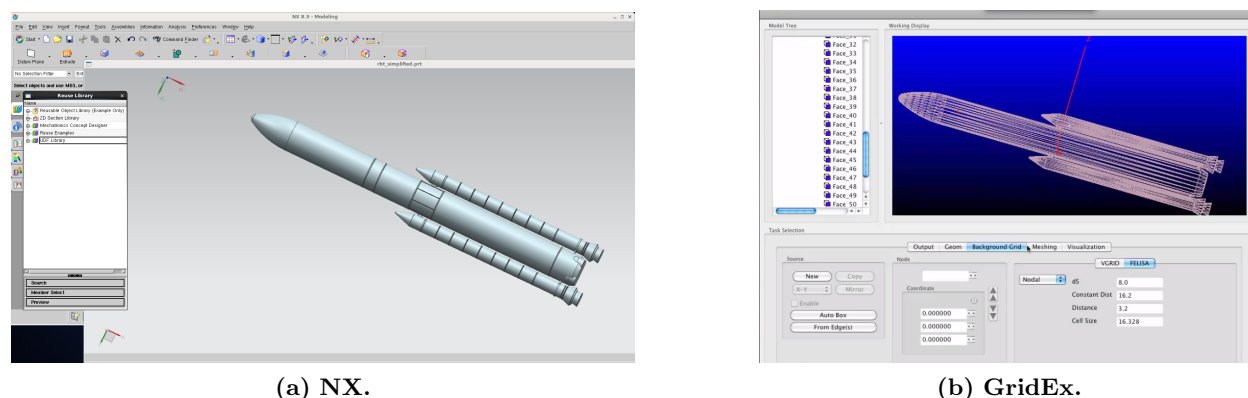 NX 8.5 - Modeling
File Edit View Insert Format Tools Assemblies Information Analysis Preferences Window Help
Start Command Finder
Datum Plane Extrude
rbt_simplified.prt
No Selection Filter Enti
Select objects and use MB3, or
Reuse Library
Name
Reusable Object Library (Example Only)
2D Section Library
Mechatronics Concept Designer
Reuse Examples
UDF Library
Search
Member Select
Preview
(a) NX.
Model Tree Working Display
Face_32
Face_33
Face_34
Face_35
Face_36
Face_37
Face_38
Face_39
Face_40
Face_41
Face_42
Face_43
Face_44
Face_45
Face_46
Face_47
Face_48
Face_49
Face_50
Z
Task Selection
Output Geom Background Grid Meshing Visualization
Source Node VGRID FELISA
New Copy
X-Y Mirror
Enable
Auto Box
From Edge(s)
Coordinate
0.000000
0.000000
0.000000
Nodal dS 8.0
Constant Dist 16.2
Distance 3.2
Cell Size 16.328
(b) GridEx.